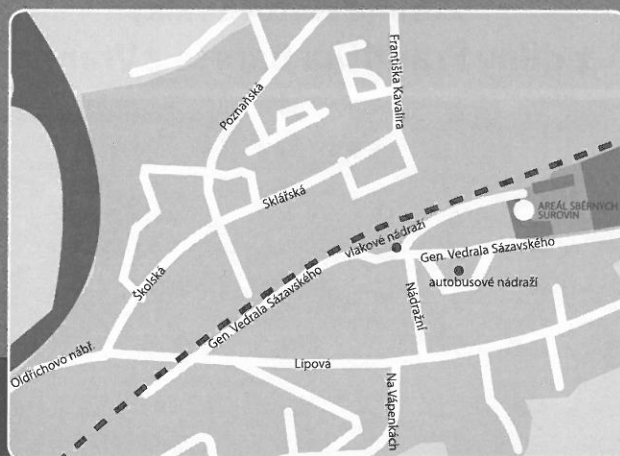 Františka Kavalíra
Poznaňská
Sklářská
AREÁL SBĚRNÝCH
SUROVIN
vlakové nádraží
Gen. Vedrala Sázavského
autobusové nádraží
Školska
Gen. Vedrala Sázavského
Nádražní
Oldřichovo nábř.
Lipová
Na Vápenkách